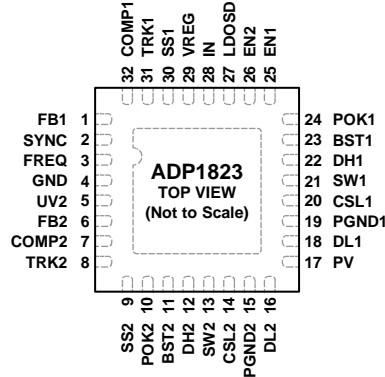 32 COMP1
31 TRK1
30 SS1
29 VREG
28 IN
27 LDOSD
26 EN2
25 EN1
FB1 1
SYNC 2
FREQ 3
GND 4
UV2 5
FB2 6
COMP2 7
TRK2 8
ADP1823
TOP VIEW
(Not to Scale)
24 POK1
23 BST1
22 DH1
21 SW1
20 CSL1
19 PGND1
18 DL1
17 PV
SS2 9
POK2 10
BST2 11
DH2 12
SW2 13
CSL2 14
PGND2 15
DL2 16